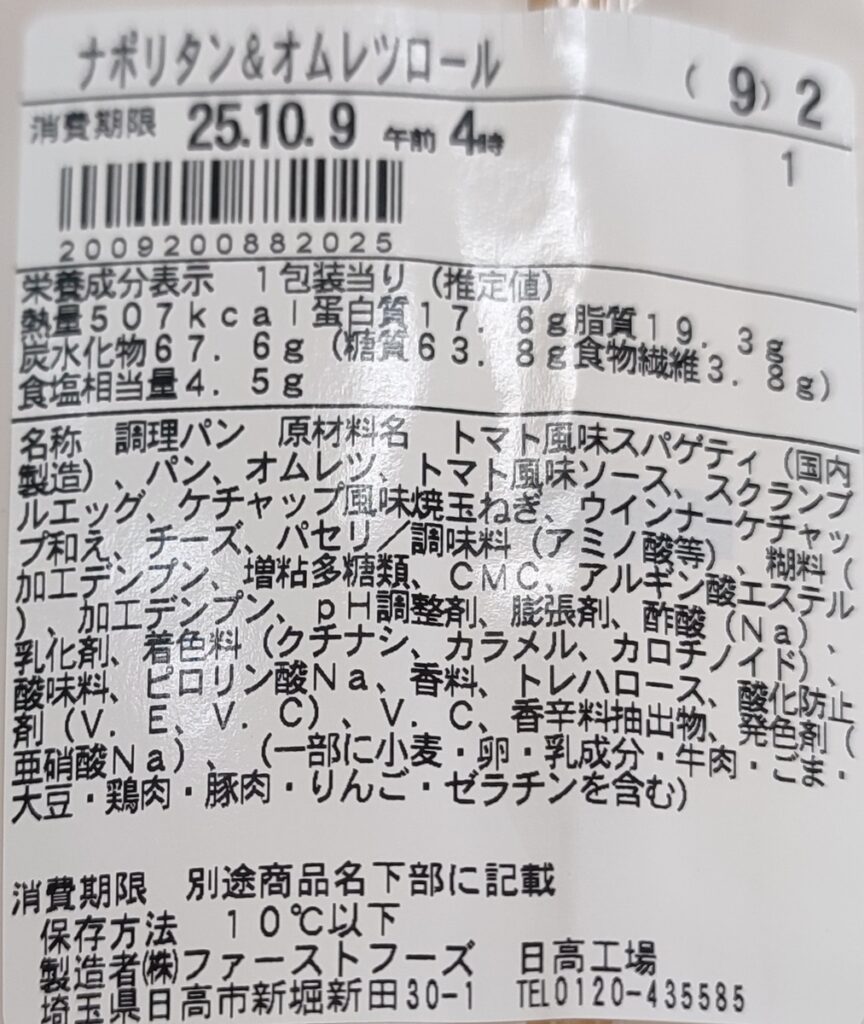 ナポリタン&オムレツロール (9)2
消費期限 25.10.9 午前4時
1
2009200882025
栄養成分表示 1包装当り(推定値)
熱量507kcal蛋白質17.6g脂質19.3g
炭水化物67.6g(糖質63.8g食物繊維3.8g)
食塩相当量4.5g
名称 調理パン 原材料名 トマト風味スパゲティ(国内
製造)、パン、オムレツ、トマト風味ソース、スクランブ
ルエッグ、ケチャップ風味焼玉ねぎ、ウインナーケチャッ
プ和え、チーズ、パセリ/調味料(アミノ酸等)、糊料(
加工デンプン、増粘多糖類、CMC、アルギン酸エステル
)、加工デンプン、pH調整剤、膨張剤、酢酸(Na)、
乳化剤、着色料(クチナシ、カラメル、カロチノイド)、
酸味料、ピロリン酸Na、香料、トレハロース、酸化防止
剤(V.E、V.C)、V.C、香辛料抽出物、発色剤(
亜硝酸Na)、(一部に小麦・卵・乳成分・牛肉・ごま・
大豆・鶏肉・豚肉・りんご・ゼラチンを含む)
消費期限 別途商品名下部に記載
保存方法 10℃以下
製造者(株)ファーストフーズ 日高工場
埼玉県日高市新堀新田30-1 TEL0120-435585